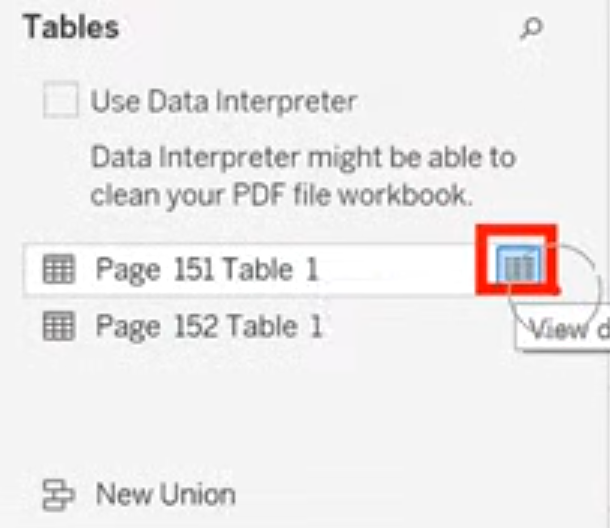 Tables
Use Data Interpreter
Data Interpreter might be able to
clean your PDF file workbook.
Page 151 Table 1
Page 152 Table 1
View
New Union